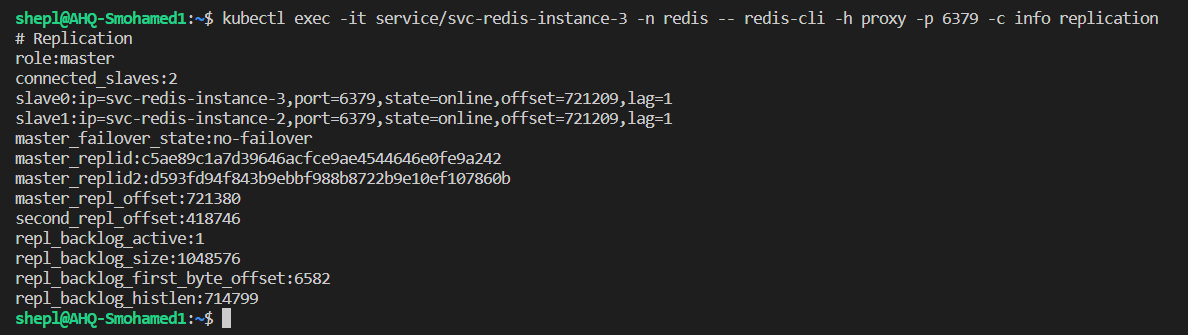 shepl@AHQ-Smohamed1:~$ kubectl exec -it service/svc-redis-instance-3 -n redis -- redis-cli -h proxy -p 6379 -c info replication
# Replication
role:master
connected_slaves:2
slave0:ip=svc-redis-instance-3,port=6379,state=online,offset=721209,lag=1
slave1:ip=svc-redis-instance-2,port=6379,state=online,offset=721209,lag=1
master_failover_state:no-failover
master_replid:c5ae89c1a7d39646acfce9ae4544646e0fe9a242
master_replid2:d593fd94f843b9ebbf988b8722b9e10ef107860b
master_repl_offset:721380
second_repl_offset:418746
repl_backlog_active:1
repl_backlog_size:1048576
repl_backlog_first_byte_offset:6582
repl_backlog_histlen:714799
shepl@AHQ-Smohamed1:~$